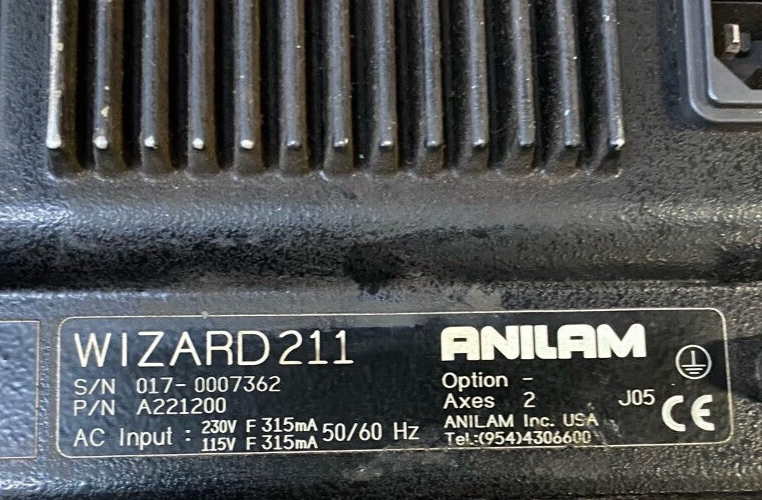 WIZARD 211
S/N 017-0007362
P/N A221200
AC Input : 230V F 315mA 50/60 Hz
115V F 315mA
ANILAM
Option -
Axes 2 J05 CE
ANILAM Inc. USA
Tel.:(954)4306600